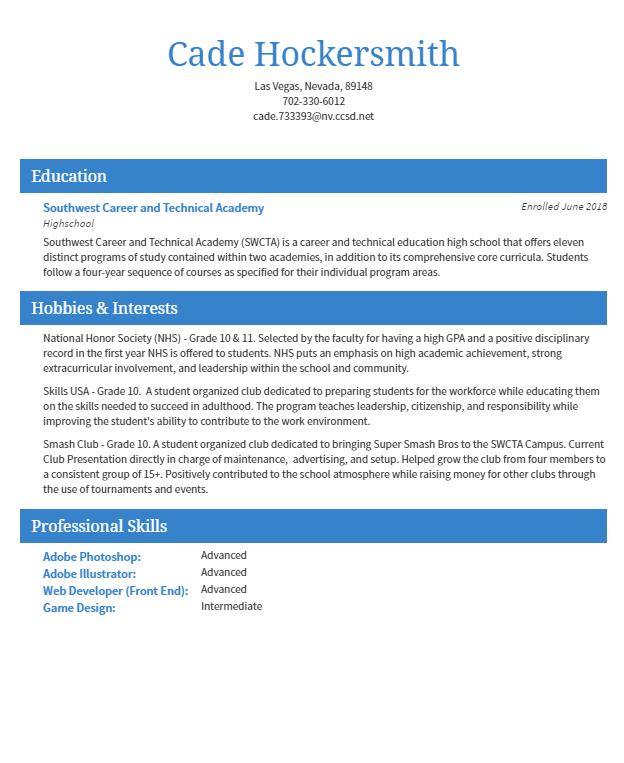 Cade Hockersmith
Las Vegas, Nevada, 89148
702-330-6012
cade.733393@nv.ccsd.net
Education
Southwest Career and Technical Academy Enrolled June 2018
Highschool
Southwest Career and Technical Academy (SWCTA) is a career and technical education high school that offers eleven
distinct programs of study contained within two academies, in addition to its comprehensive core curricula. Students
follow a four-year sequence of courses as specified for their individual program areas.
Hobbies & Interests
National Honor Society (NHS) - Grade 10 & 11. Selected by the faculty for having a high GPA and a positive disciplinary
record in the first year NHS is offered to students. NHS puts an emphasis on high academic achievement, strong
extracurricular involvement, and leadership within the school and community.
Skills USA - Grade 10.  A student organized club dedicated to preparing students for the workforce while educating them
on the skills needed to succeed in adulthood. The program teaches leadership, citizenship, and responsibility while
improving the student's ability to contribute to the work environment.
Smash Club - Grade 10. A student organized club dedicated to bringing Super Smash Bros to the SWCTA Campus. Current
Club Presentation directly in charge of maintenance,  advertising, and setup. Helped grow the club from four members to
a consistent group of 15+. Positively contributed to the school atmosphere while raising money for other clubs through
the use of tournaments and events.
Professional Skills
Adobe Photoshop: Advanced
Adobe Illustrator: Advanced
Web Developer (Front End): Advanced
Game Design: Intermediate